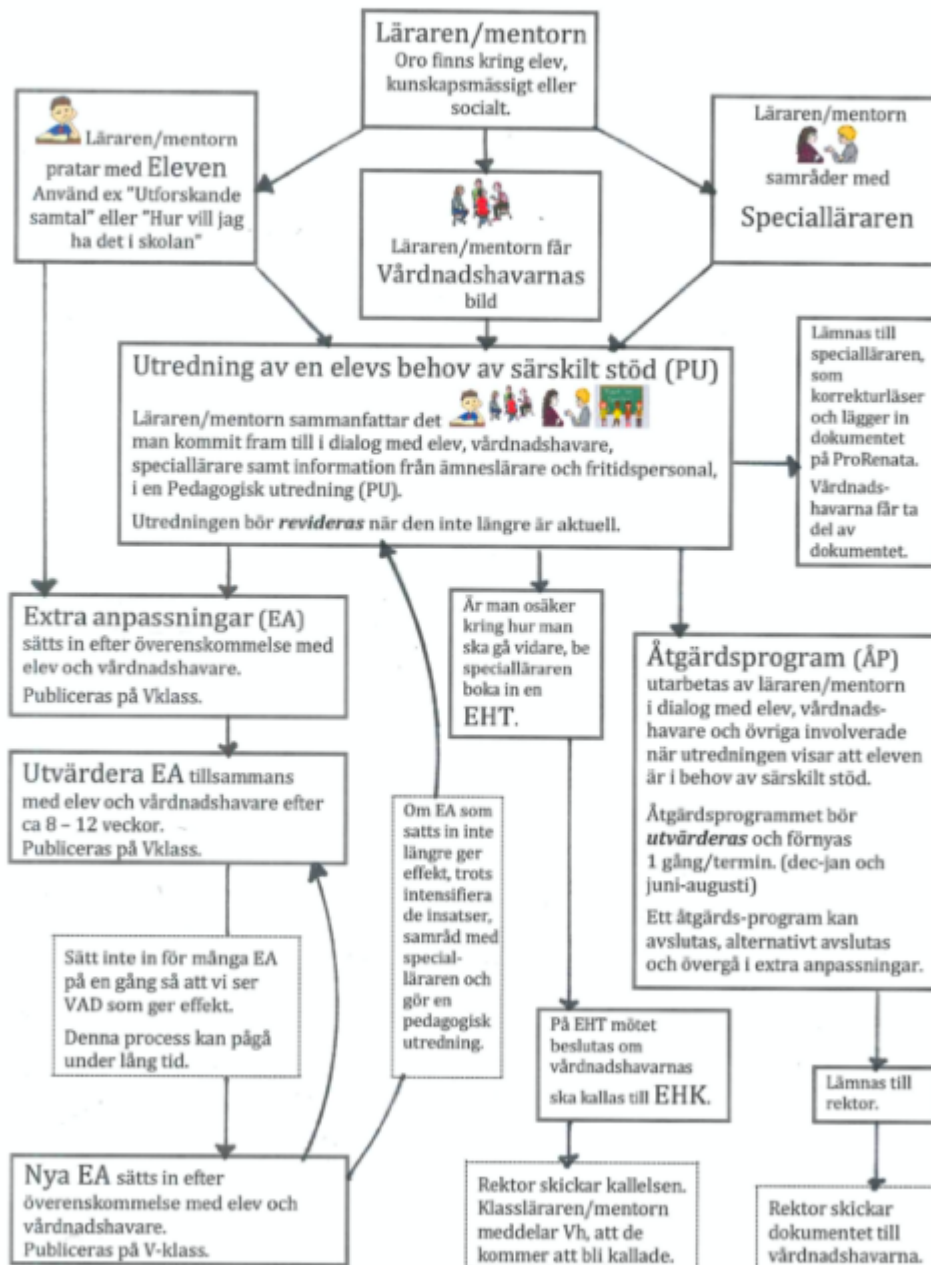 Läraren/mentorn
Oro finns kring elev,
kunskapsmässigt eller
socialt.
Läraren/mentorn
pratar med Eleven
Använd ex "Utforskande
samtal" eller "Hur vill jag
ha det i skolan"
Läraren/mentorn får
Vårdnadshavarnas
bild
Läraren/mentorn
samråder med
Specialläraren
Utredning av en elevs behov av särskilt stöd (PU)
Läraren/mentorn sammanfattar det
man kommit fram till i dialog med elev, vårdnadshavare,
speciallärare samt information från ämneslärare och fritidspersonal,
i en Pedagogisk utredning (PU).
Utredningen bör revideras när den inte längre är aktuell.
Lämnas till
specialläraren,
som
korrekturläser
och lägger in
dokumentet
på ProRenata.
Vårdnads-
havarna får ta
del av
dokumentet.
Extra anpassningar (EA)
sätts in efter överenskommelse med
elev och vårdnadshavare.
Publiceras på Vklass.
Utvärdera EA tillsammans
med elev och vårdnadshavare efter
ca 8 – 12 veckor.
Publiceras på Vklass.
Sätt inte in för många EA
på en gång så att vi ser
VAD som ger effekt.
Denna process kan pågå
under lång tid.
Nya EA sätts in efter
överenskommelse med elev och
vårdnadshavare.
Publiceras på V-klass.
Om EA som
satts in inte
längre ger
effekt, trots
intensifiera
de insatser,
samråd med
special-
läraren och
gör en
pedagogisk
utredning.
Är man osäker
kring hur man
ska gå vidare, be
specialläraren
boka in en
EHT.
På EHT mötet
beslutas om
vårdnadshavarnas
ska kallas till EHK.
Rektor skickar kallelsen.
Klassläraren/mentorn
meddelar Vh, att de
kommer att bli kallade.
Åtgärdsprogram (ÅP)
utarbetas av läraren/mentorn
i dialog med elev, vårdnads-
havare och övriga involverade
när utredningen visar att eleven
är i behov av särskilt stöd.
Åtgärdsprogrammet bör
utvärderas och förnyas
1 gång/termin. (dec-jan och
juni-augusti)
Ett åtgärds-program kan
avslutas, alternativt avslutas
och övergå i extra anpassningar.
Lämnas till
rektor.
Rektor skickar
dokumentet till
vårdnadshavarna.